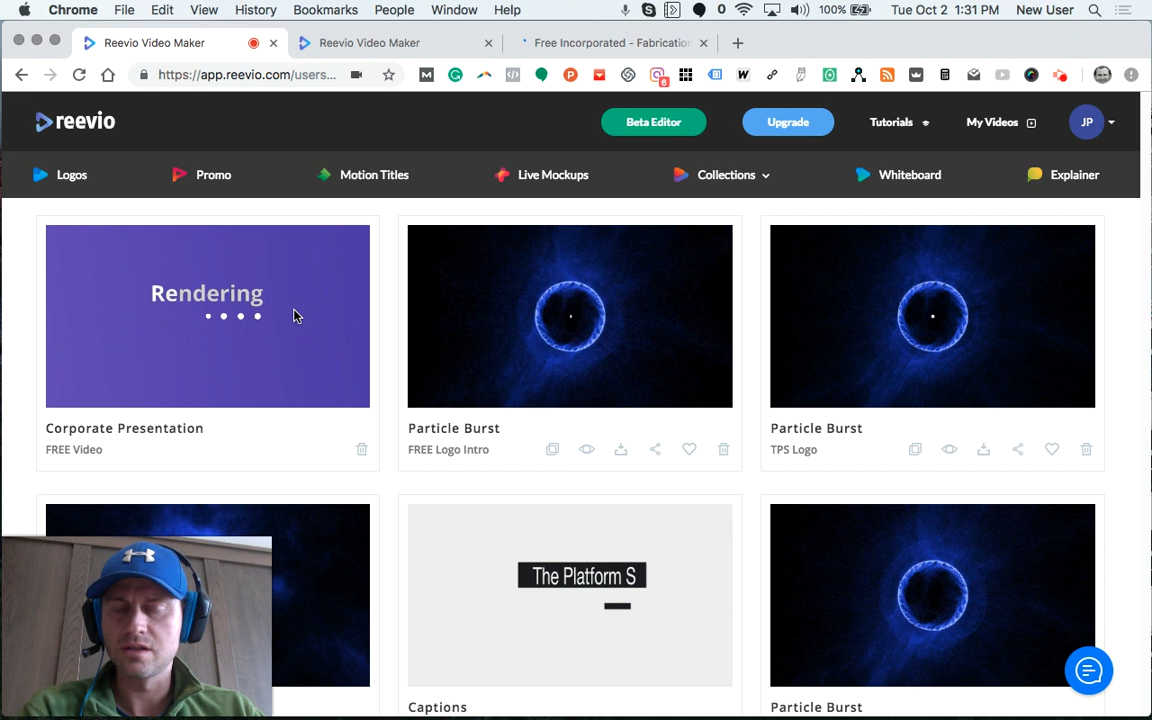 Chrome File Edit View History Bookmarks People Window Help 0 100% Tue Oct 2 1:31 PM New User
Reevio Video Maker Reevio Video Maker Free Incorporated - Fabrication
https://app.reevio.com/users... 6
reevio Beta Editor Upgrade Tutorials My Videos JP
Logos Promo Motion Titles Live Mockups Collections Whiteboard Explainer
Rendering
Corporate Presentation Particle Burst Particle Burst
FREE Video FREE Logo Intro TPS Logo
The Platform S
Captions Particle Burst